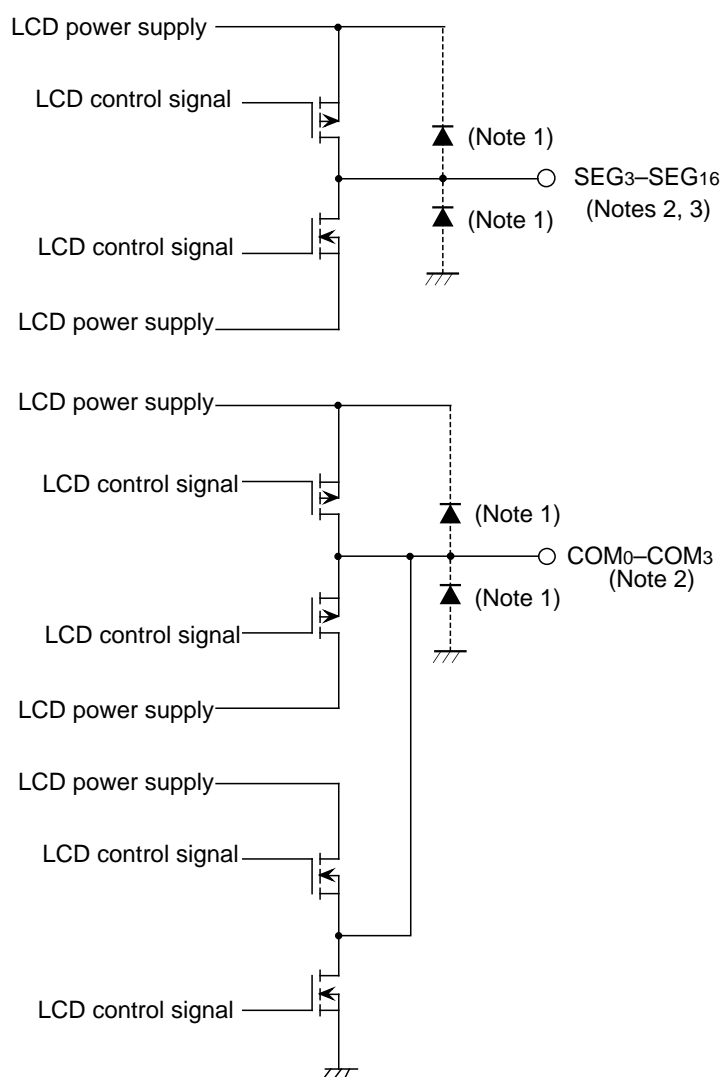 LCD power supply
LCD control signal
(Note 1)
SEG3–SEG16
(Notes 2, 3)
(Note 1)
LCD control signal
LCD power supply
LCD power supply
LCD control signal
(Note 1)
COM0–COM3
(Note 2)
(Note 1)
LCD control signal
LCD power supply
LCD power supply
LCD control signal
LCD control signal